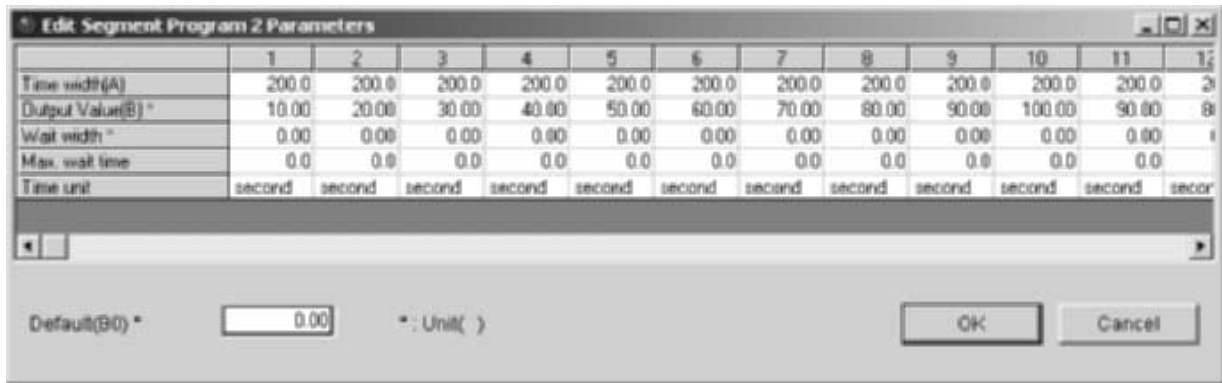 Edit Segment Program 2 Parameters
1 2 3 4 5 6 7 8 9 10 11 12
Time width(A) 200.0 200.0 200.0 200.0 200.0 200.0 200.0 200.0 200.0 200.0 200.0
Output Value(B) * 10.00 20.00 30.00 40.00 50.00 60.00 70.00 80.00 90.00 100.00 90.00
Wait width * 0.00 0.00 0.00 0.00 0.00 0.00 0.00 0.00 0.00 0.00 0.00
Max. wait time 0.0 0.0 0.0 0.0 0.0 0.0 0.0 0.0 0.0 0.0 0.0
Time unit second second second second second second second second second second second
Default(B0) * 0.00 * : Unit( ) OK Cancel